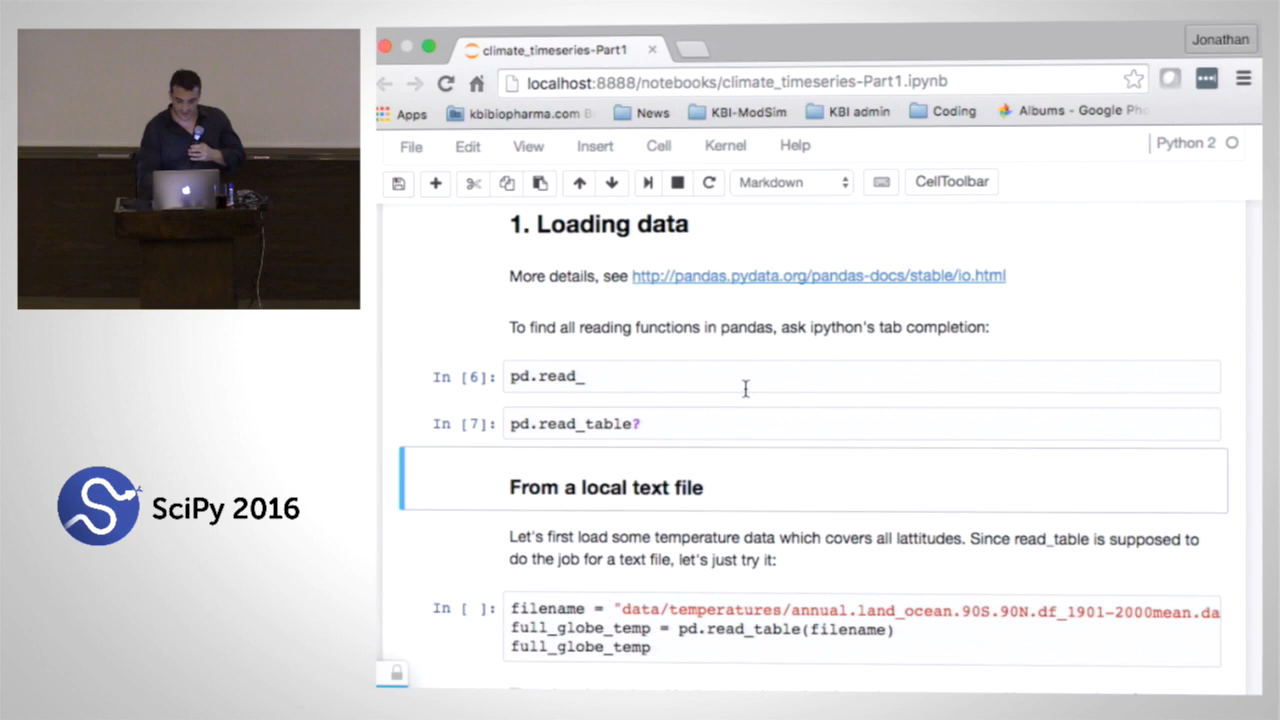 Jonathan
climate_timeseries-Part1
localhost:8888/notebooks/climate_timeseries-Part1.ipynb
Apps
kbibiopharma.com
News
KBI-ModSim
KBI admin
Coding
Albums - Google
File Edit View Insert Cell Kernel Help
Python 2
Markdown
CellToolbar
1. Loading data
More details, see http://pandas.pydata.org/pandas-docs/stable/io.html
To find all reading functions in pandas, ask ipython's tab completion:
In [6]: pd.read_
In [7]: pd.read_table?
From a local text file
Let's first load some temperature data which covers all lattitudes. Since read_table is supposed to
do the job for a text file, let's just try it:
In [ ]: filename = "data/temperatures/annual.land_ocean.90S.90N.df_1901-2000mean.da
full_globe_temp = pd.read_table(filename)
full_globe_temp
SciPy 2016